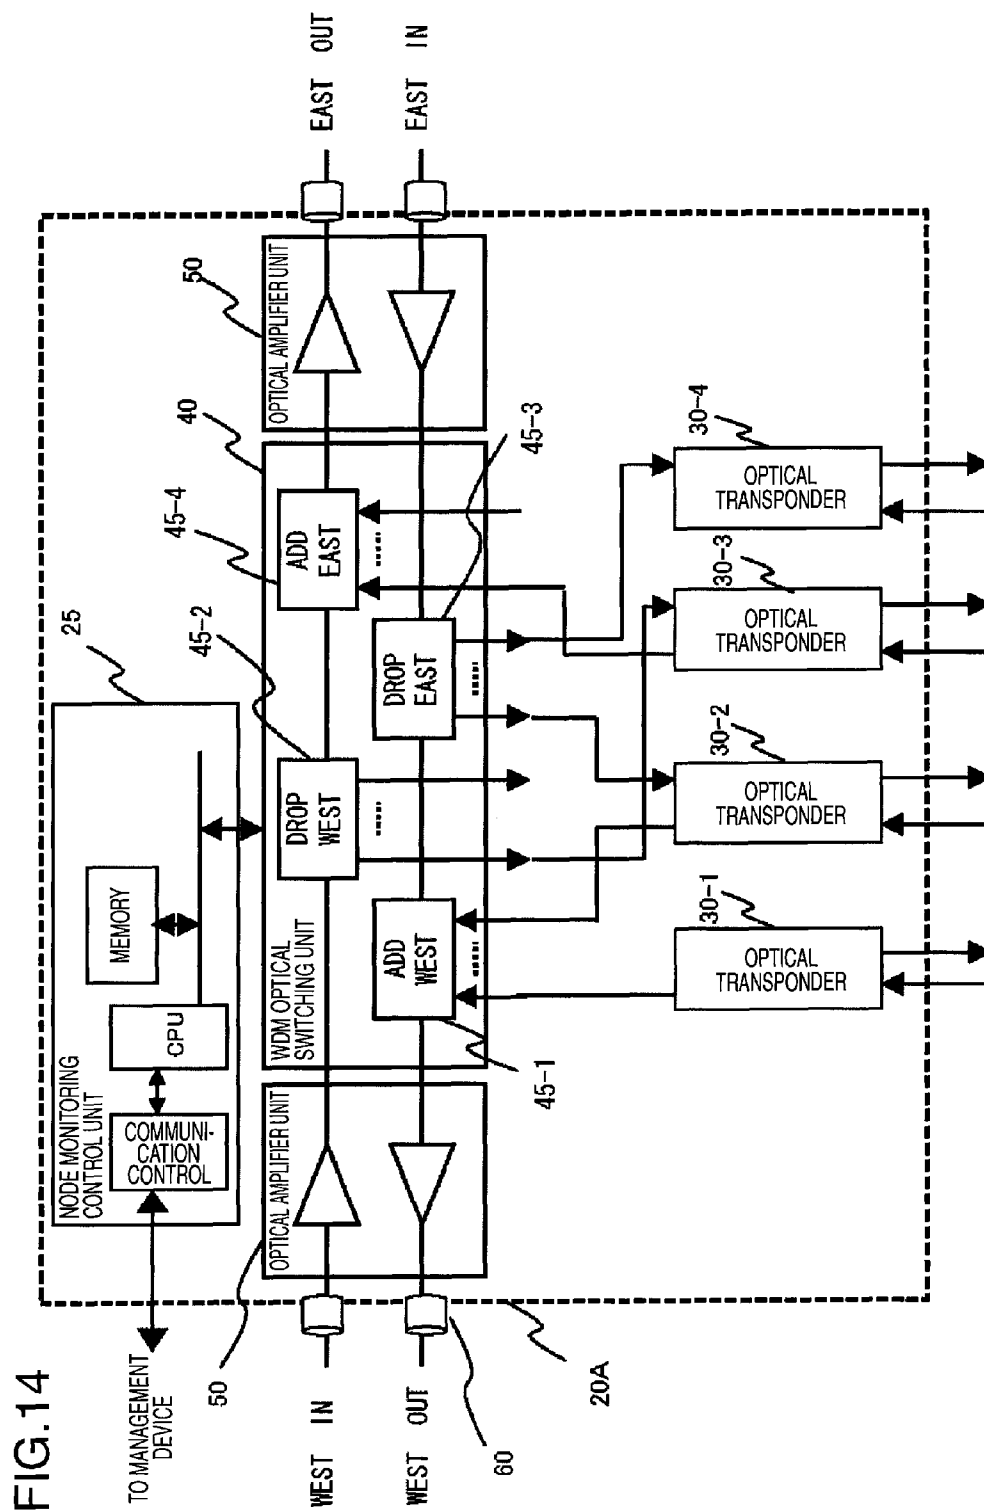 FIG.14
TO MANAGEMENT
DEVICE
NODE MONITORING
CONTROL UNIT
COMMUNI-
CATION
CONTROL
CPU
MEMORY
25
50
OPTICAL AMPLIFIER UNIT
WDM OPTICAL
SWITCHING UNIT
DROP
WEST
45-2
ADD
EAST
45-4
40
OPTICAL AMPLIFIER UNIT
50
WEST IN
EAST OUT
WEST OUT
EAST IN
ADD
WEST
45-1
DROP
EAST
45-3
60
20A
30-1
OPTICAL
TRANSPONDER
30-2
OPTICAL
TRANSPONDER
30-3
OPTICAL
TRANSPONDER
30-4
OPTICAL
TRANSPONDER